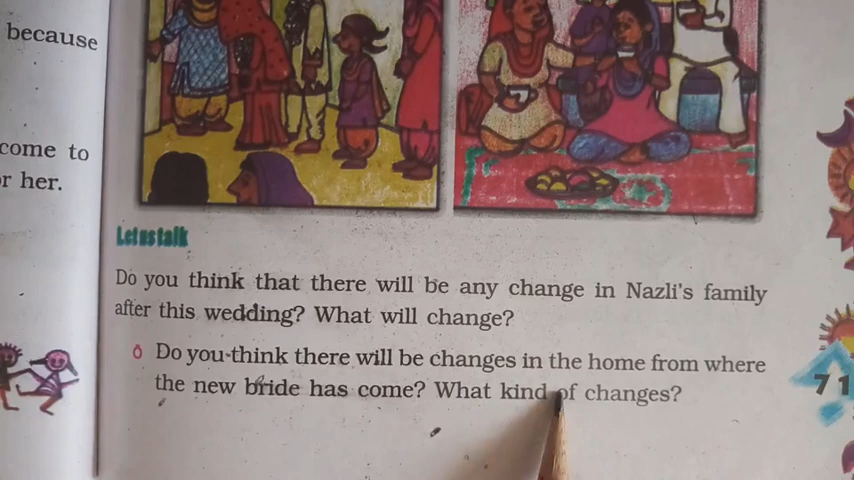 because
come to
r her.
Let us talk
Do you think that there will be any change in Nazli's family
after this wedding? What will change?
Do you think there will be changes in the home from where
the new bride has come? What kind of changes?
71